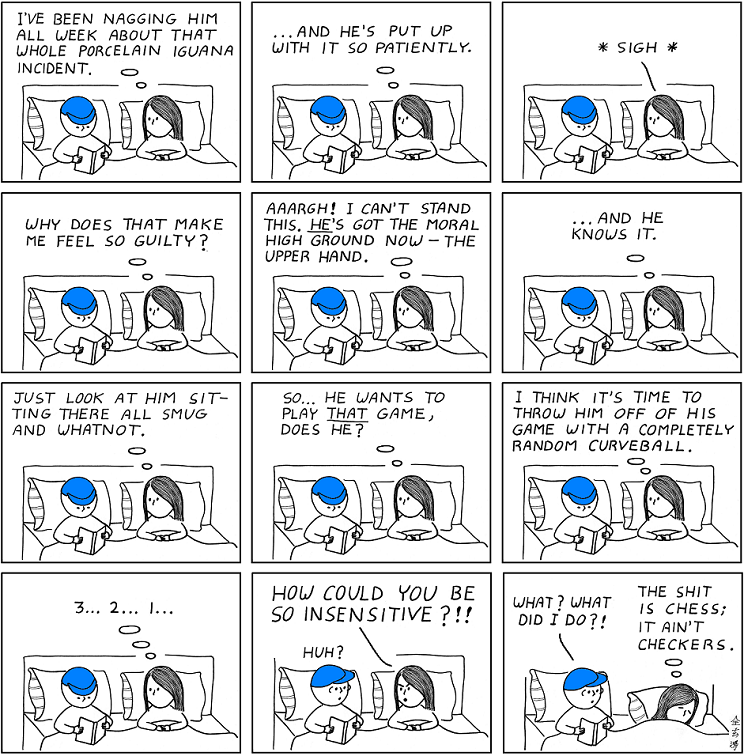 I'VE BEEN NAGGING HIM
ALL WEEK ABOUT THAT
WHOLE PORCELAIN IGUANA
INCIDENT.
...AND HE'S PUT UP
WITH IT SO PATIENTLY.
* SIGH *
WHY DOES THAT MAKE
ME FEEL SO GUILTY?
AAARGH! I CAN'T STAND
THIS. HE'S GOT THE MORAL
HIGH GROUND NOW – THE
UPPER HAND.
...AND HE
KNOWS IT.
JUST LOOK AT HIM SIT-
TING THERE ALL SMUG
AND WHATNOT.
SO... HE WANTS TO
PLAY THAT GAME,
DOES HE?
I THINK IT'S TIME TO
THROW HIM OFF OF HIS
GAME WITH A COMPLETELY
RANDOM CURVEBALL.
3... 2... 1...
HOW COULD YOU BE
SO INSENSITIVE?!!
HUH?
WHAT? WHAT
DID I DO?!
THE SHIT
IS CHESS;
IT AIN'T
CHECKERS.